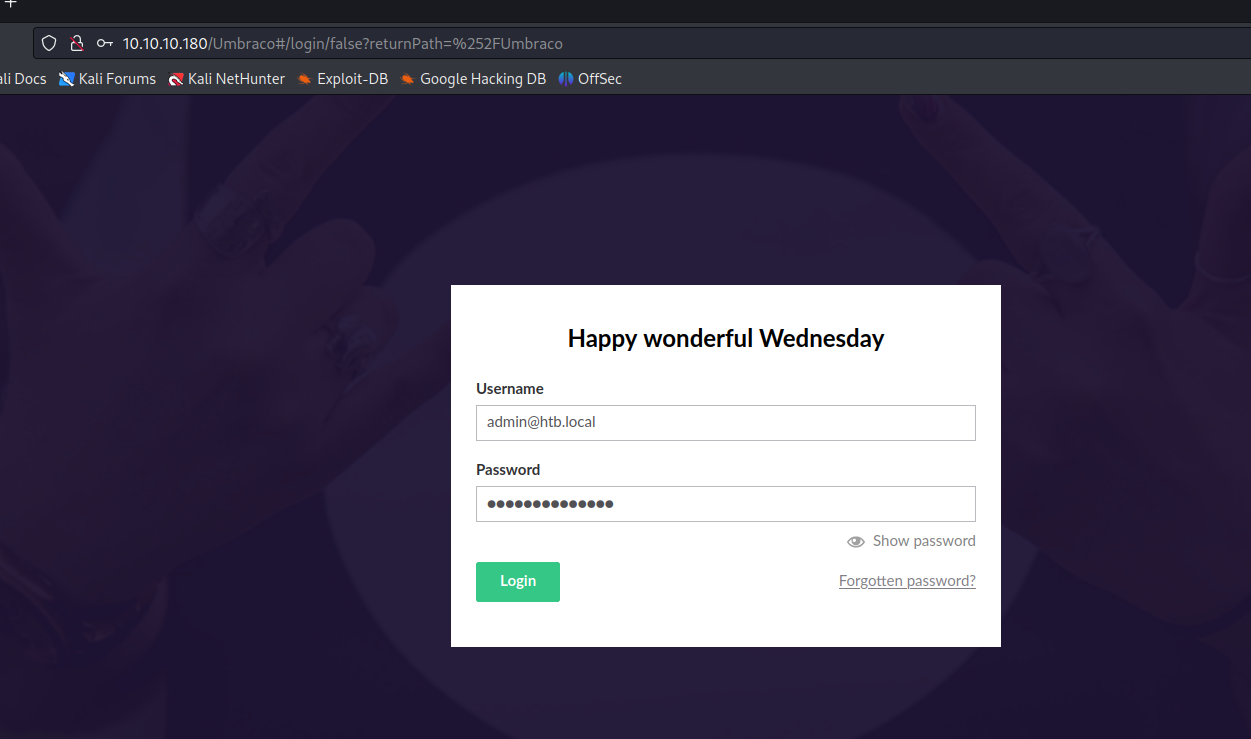 10.10.10.180/Umbraco#/login/false?returnPath=%252FUmbraco
ali Docs Kali Forums Kali NetHunter Exploit-DB Google Hacking DB OffSec
Happy wonderful Wednesday
Username
admin@htb.local
Password
Show password
Login Forgotten password?